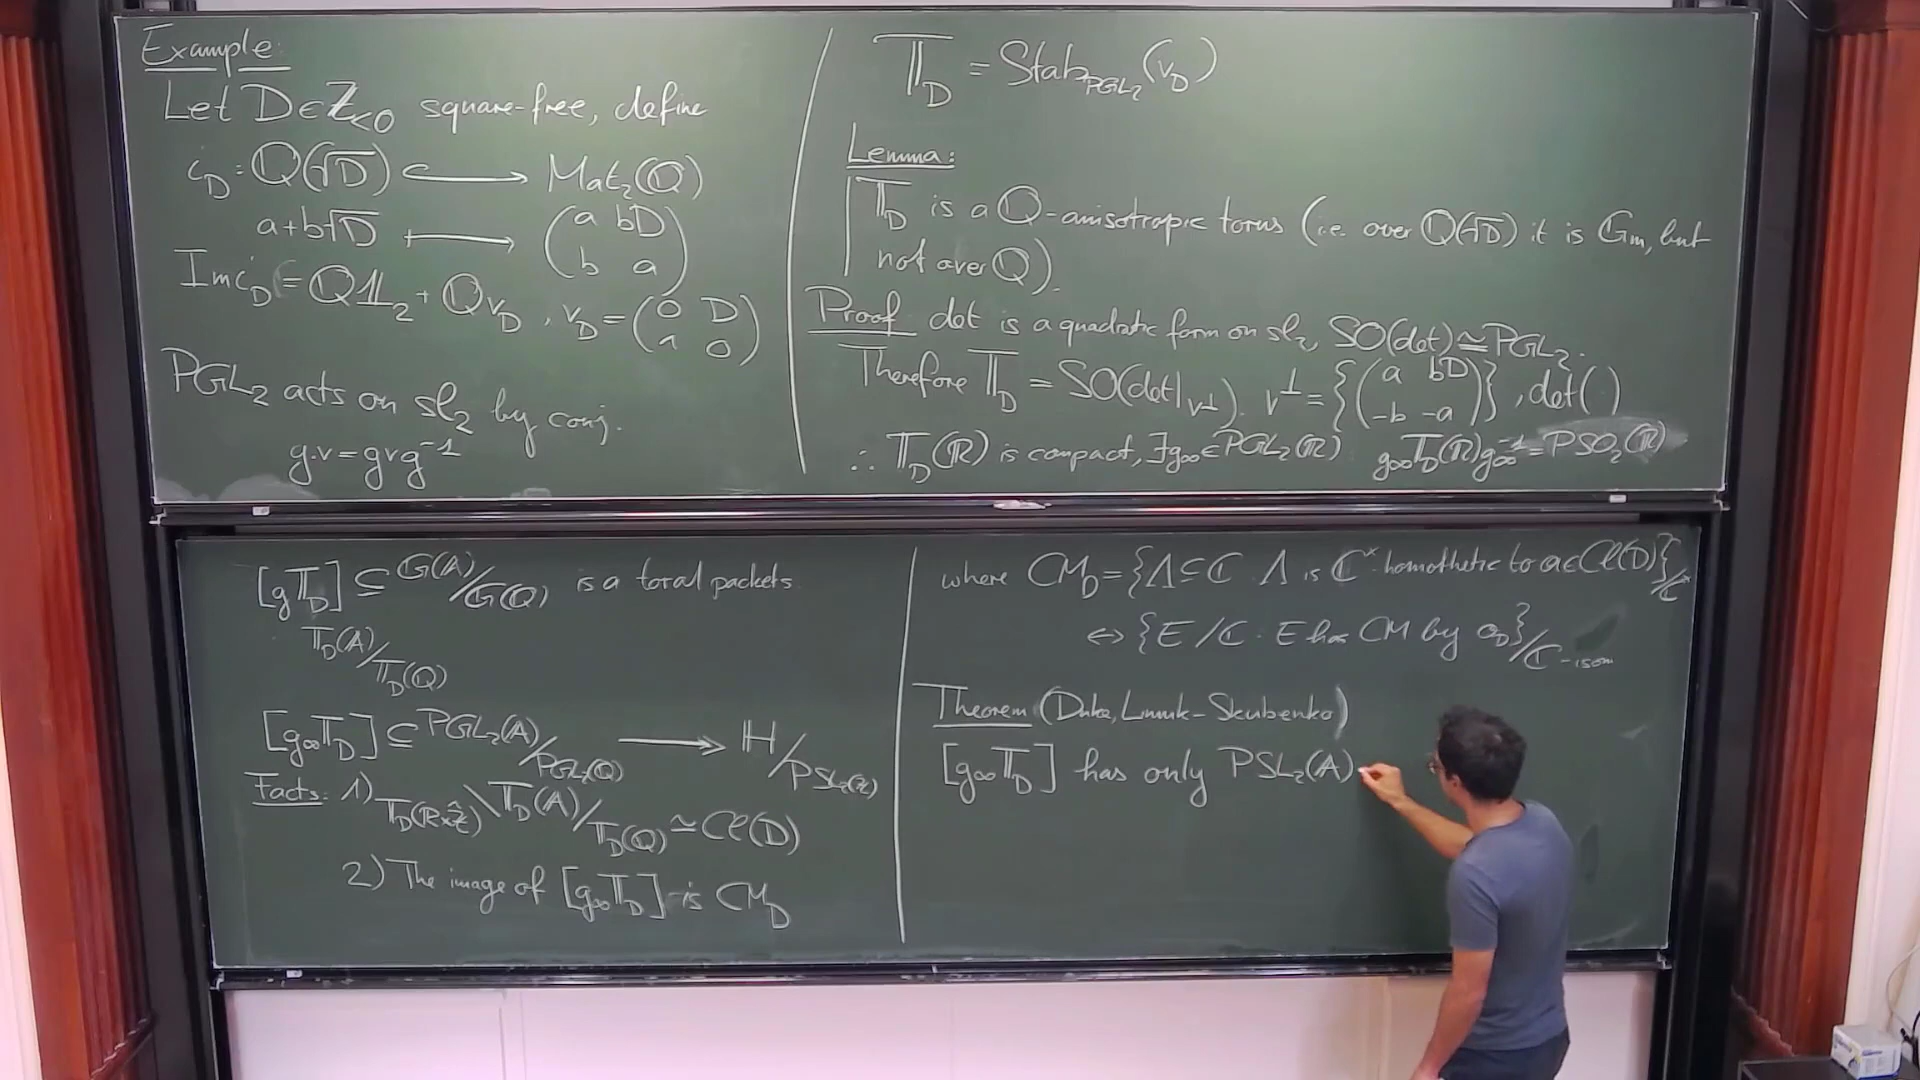 Example:
Let D∈ℤ<0 square-free, define
i_D: ℚ(√D) ↪ Mat₂(ℚ)
a+b√D ↦ (a bD
b a)
Im i_D = ℚ𝟙₂ + ℚv_D, v_D = (0 D
1 0)
PGL₂ acts on sl₂ by conj.
g.v = gvg⁻¹
𝕋_D = Stab_PGL₂(v_D)
Lemma:
𝕋_D is a ℚ-anisotropic torus (i.e. over ℚ(√D) it is 𝔾m, but
not over ℚ).
Proof det is a quadratic form on sl₂, SO(det)≅PGL₂.
Therefore 𝕋_D = SO(det|_v⊥). v⊥ = {(a bD
-b -a)}, det( )
∴ 𝕋_D(ℝ) is compact, ∃g∞∈PGL₂(ℝ) g∞𝕋_D(ℝ)g∞⁻¹=PSO₂(ℝ)
[g𝕋_D] ⊆ 𝔾(𝔸)/𝔾(ℚ) is a toral packets
𝕋_D(𝔸)/𝕋_D(ℚ)
[g∞𝕋_D] ⊆ PGL₂(𝔸)/PGL₂(ℚ) → ℍ/PSL₂(ℤ)
Facts: 1) 𝕋_D(ℝ×Ẑ)\𝕋_D(𝔸)/𝕋_D(ℚ) ≃ Cl(D)
2) The image of [g∞𝕋_D] is CM_D
where CM_D = {Λ⊆ℂ. Λ is ℂ^× homothetic to a∈Cl(D)}/ℂ^×
↔ {E/ℂ. E has CM by O_D}/ℂ-isom
Theorem (Duke, Linnik-Skubenko)
[g∞𝕋_D] has only PSL₂(𝔸)